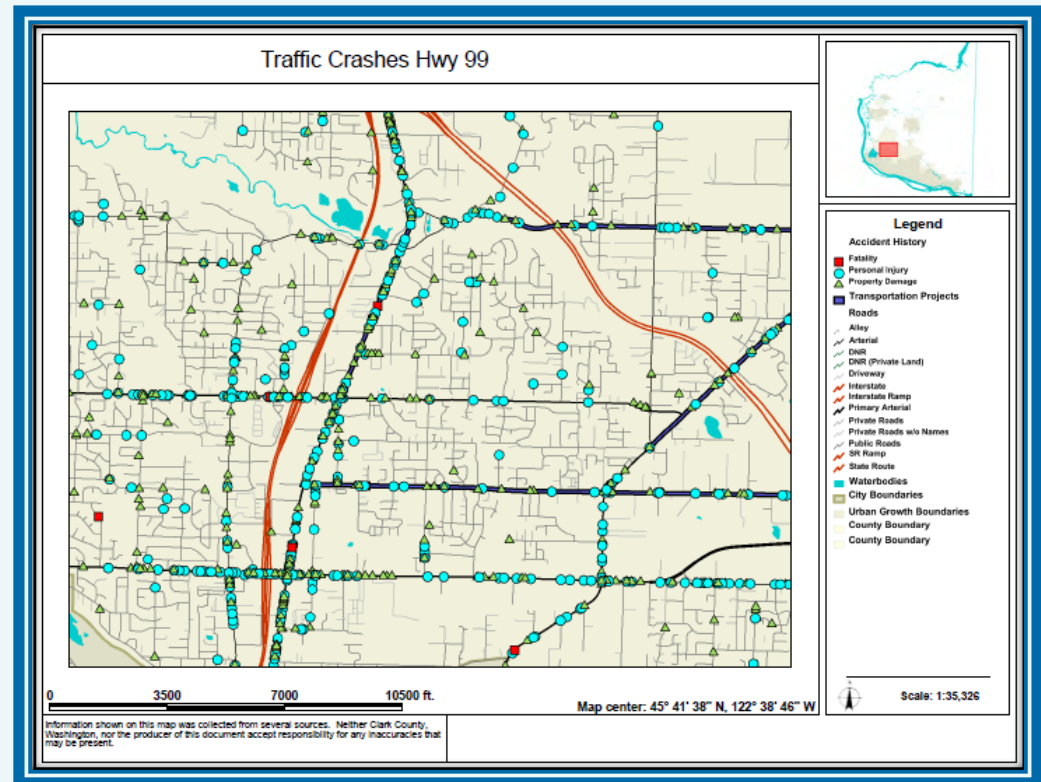 Traffic Crashes Hwy 99
Legend
Accident History
Fatality
Personal Injury
Property Damage
Transportation Projects
Roads
Alley
Arterial
DNR
DNR (Private Land)
Driveway
Interstate
Interstate Ramp
Primary Arterial
Private Roads
Private Roads w/o Names
Public Roads
SR Ramp
State Route
Waterbodies
City Boundaries
Urban Growth Boundaries
County Boundary
County Boundary
0 3500 7000 10500 ft.
Map center: 45° 41' 38" N, 122° 38' 46" W
Scale: 1:35,326
Information shown on this map was collected from several sources. Neither Clark County,
Washington, nor the producer of this document accept responsibility for any inaccuracies that
may be present.